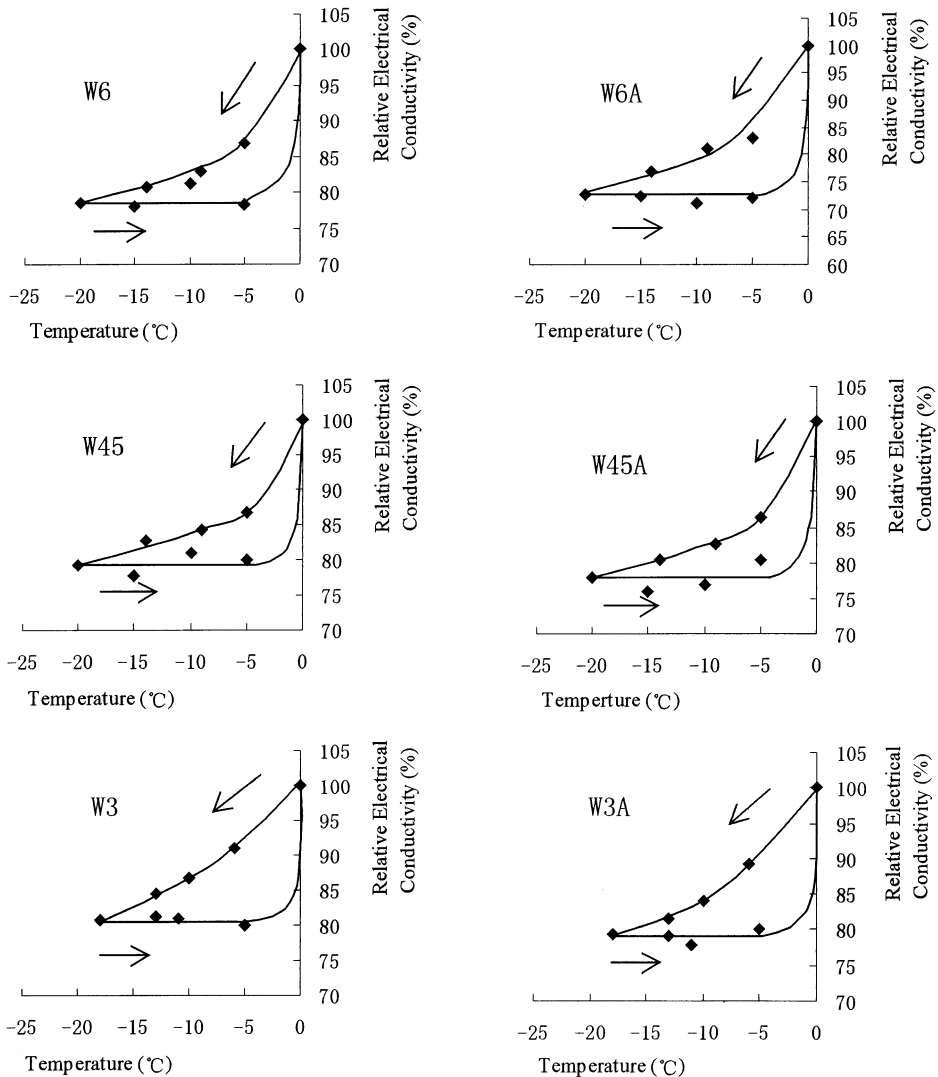 W6
105
100
95
90
85
80
75
70
Relative Electrical
Conductivity (%)
-25 -20 -15 -10 -5 0
Temperature (℃)
W6A
105
100
95
90
85
80
75
70
65
60
Relative Electrical
Conductivity (%)
-25 -20 -15 -10 -5 0
Temperature (℃)
W45
105
100
95
90
85
80
75
70
Relative Electrical
Conductivity (%)
-25 -20 -15 -10 -5 0
Temperature (℃)
W45A
105
100
95
90
85
80
75
70
Relative Electrical
Conductivity (%)
-25 -20 -15 -10 -5 0
Temperture (℃)
W3
105
100
95
90
85
80
75
70
Relative Electrical
Conductivity (%)
-25 -20 -15 -10 -5 0
Temperature (℃)
W3A
105
100
95
90
85
80
75
70
Relative Electrical
Conductivity (%)
-25 -20 -15 -10 -5 0
Temperature (℃)